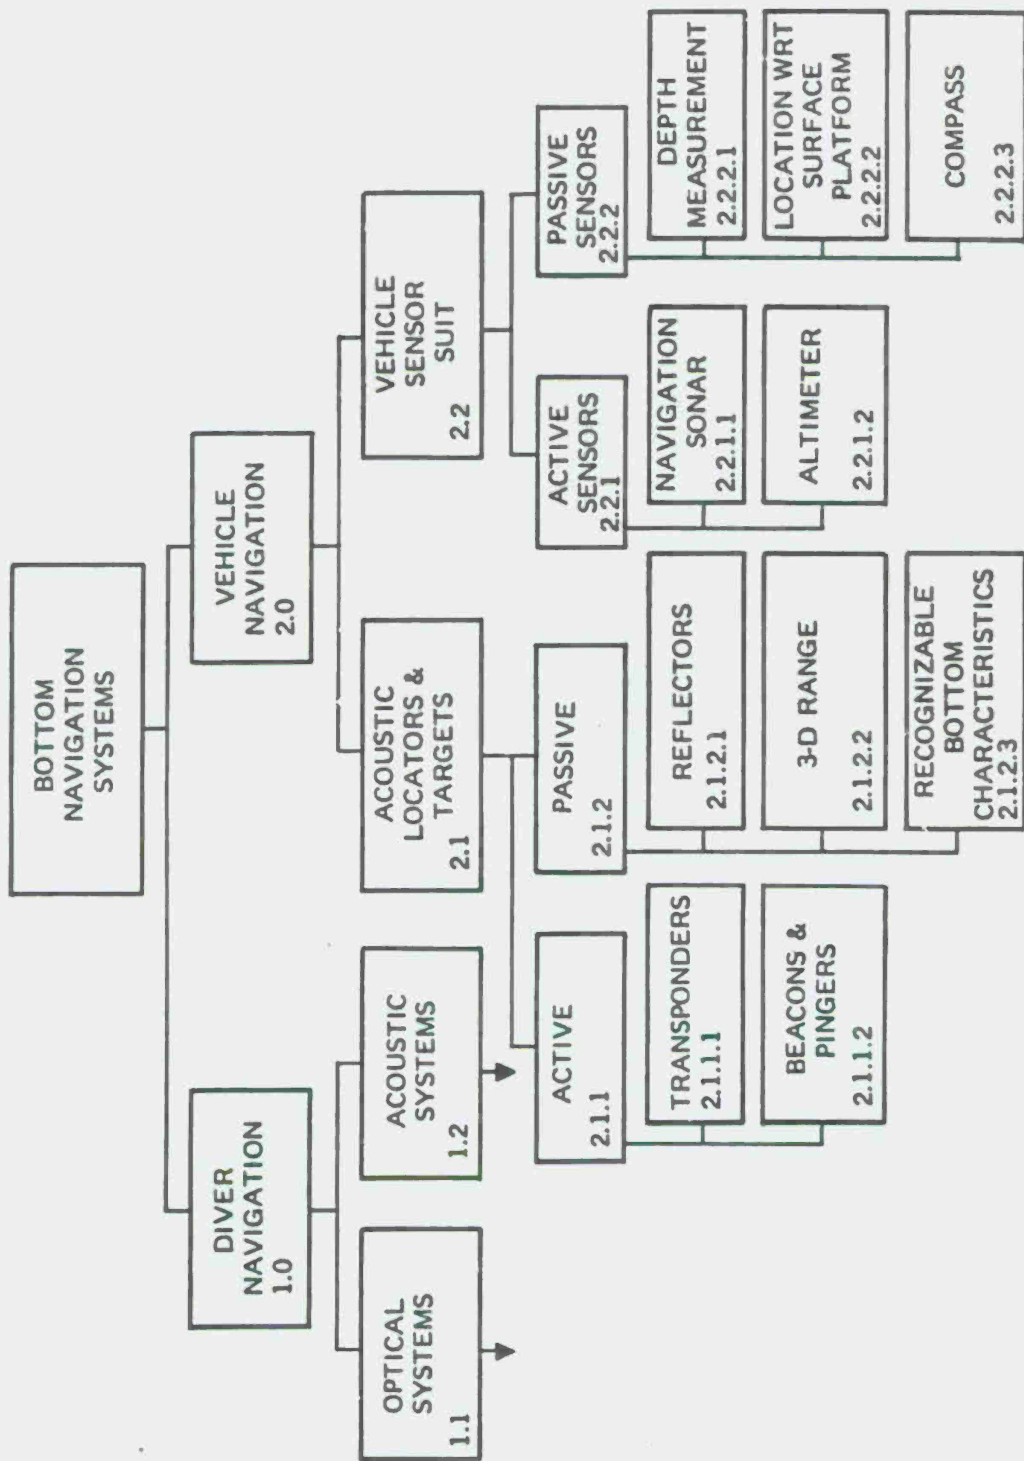 BOTTOM
NAVIGATION
SYSTEMS
DIVER
NAVIGATION
1.0
VEHICLE
NAVIGATION
2.0
OPTICAL
SYSTEMS
1.1
ACOUSTIC
SYSTEMS
1.2
ACOUSTIC
LOCATORS &
TARGETS
2.1
VEHICLE
SENSOR
SUIT
2.2
ACTIVE
2.1.1
PASSIVE
2.1.2
ACTIVE
SENSORS
2.2.1
PASSIVE
SENSORS
2.2.2
TRANSPONDERS
2.1.1.1
BEACONS &
PINGERS
2.1.1.2
REFLECTORS
2.1.2.1
3-D RANGE
2.1.2.2
RECOGNIZABLE
BOTTOM
CHARACTERISTICS
2.1.2.3
NAVIGATION
SONAR
2.2.1.1
ALTIMETER
2.2.1.2
DEPTH
MEASUREMENT
2.2.2.1
LOCATION WRT
SURFACE
PLATFORM
2.2.2.2
COMPASS
2.2.2.3